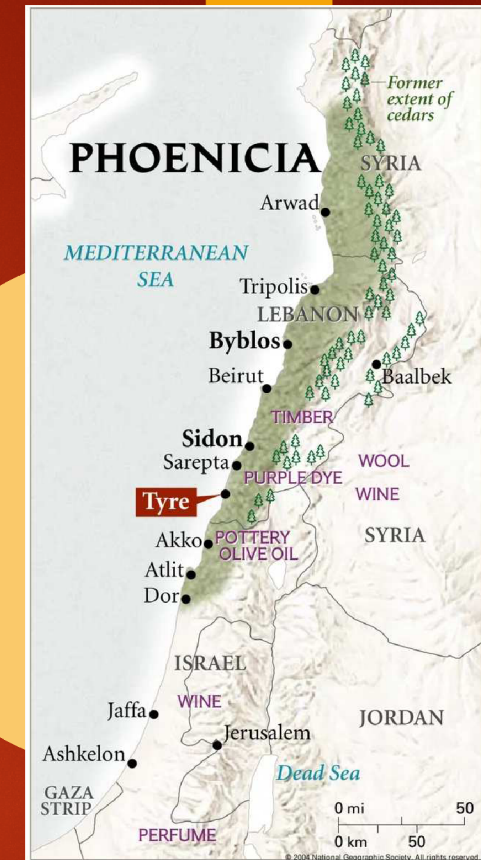 Former
extent of
cedars
PHOENICIA
SYRIA
Arwad
MEDITERRANEAN
SEA
Tripolis
LEBANON
Byblos
Beirut
Baalbek
TIMBER
Sidon
Sarepta
WOOL
PURPLE DYE
WINE
Tyre
SYRIA
Akko
POTTERY
OLIVE OIL
Atlit
Dor
ISRAEL
WINE
Jaffa
JORDAN
Jerusalem
Ashkelon
Dead Sea
GAZA
STRIP
0 mi 50
PERFUME
0 km 50
© 2004 National Geographic Society. All rights reserved.